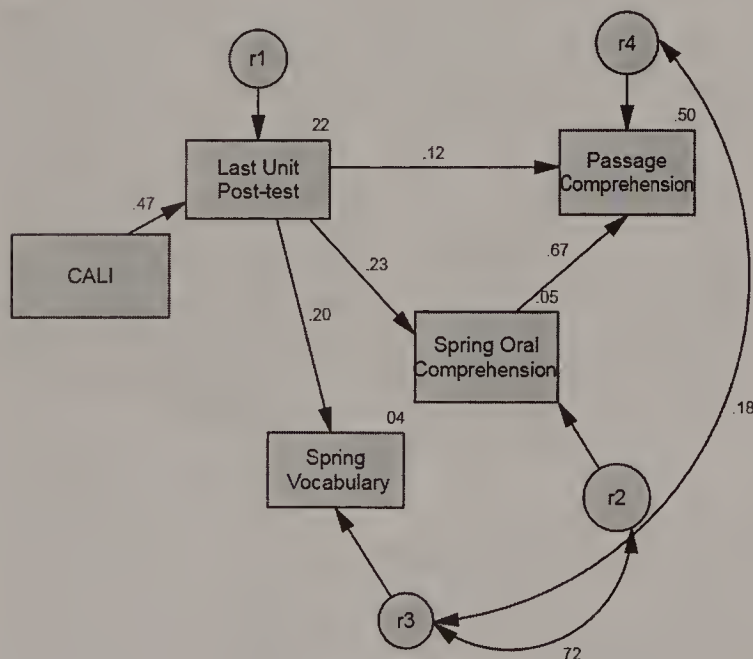 r1
r4
22
.50
Last Unit
Post-test
.12
Passage
Comprehension
.47
CALI
.23
.67
.05
.20
Spring Oral
Comprehension
.18
04
Spring
Vocabulary
r2
r3
72